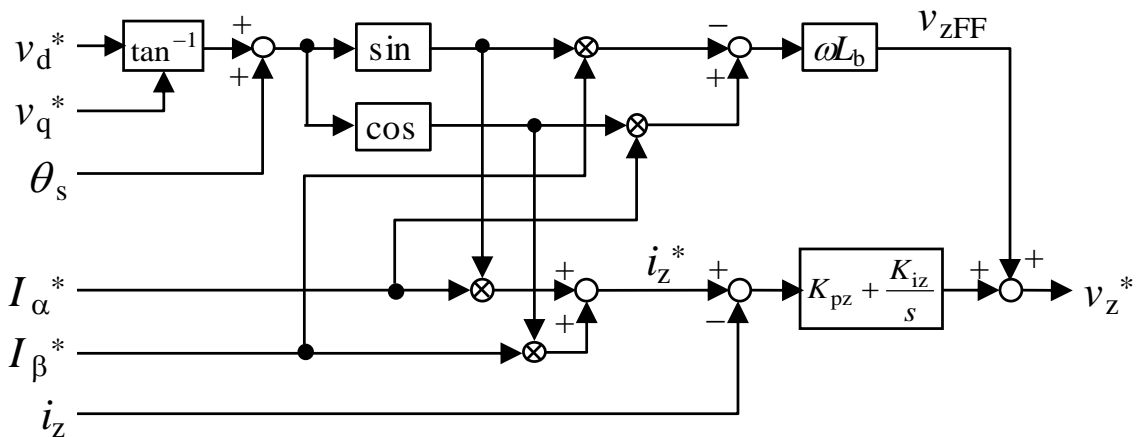 v_d* tan⁻¹ + + sin − + ωL_b v_zFF
v_q* cos
θ_s
I_α* + + i_z* + − K_pz + K_iz/s + + v_z*
I_β*
i_z